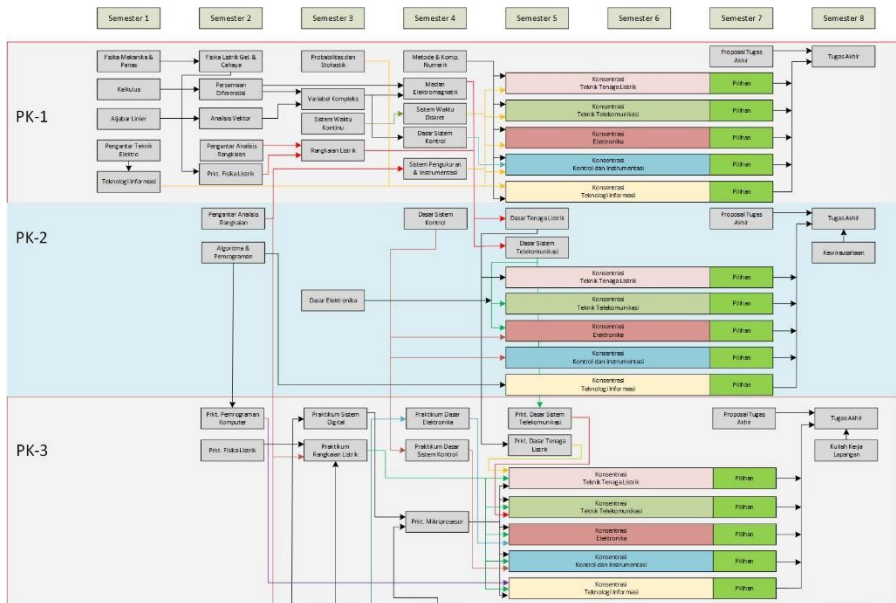 Semester 1
Semester 2
Semester 3
Semester 4
Semester 5
Semester 6
Semester 7
Semester 8
PK-1
Fisika Mekanika &
Panas
Fisika Listrik Gel. &
Cahaya
Probabilitas dan
Stokastik
Metode & Komp.
Numerik
Proposal Tugas
Akhir
Tugas Akhir
Kalkulus
Persamaan
Diferensial
Variabel Kompleks
Medan
Elektromagnetik
Aljabar Linier
Analisis Vektor
Sistem Waktu
Kontinu
Sistem Waktu
Diskret
Dasar Sistem
Kontrol
Pengantar Teknik
Elektro
Pengantar Analisis
Rangkaian
Rangkaian Listrik
Teknologi Informasi
Prkt. Fisika Listrik
Sistem Pengukuran
& Instrumentasi
Konsentrasi
Teknik Tenaga Listrik
Pilihan
Konsentrasi
Teknik Telekomunikasi
Pilihan
Konsentrasi
Elektronika
Pilihan
Konsentrasi
Kontrol dan Instrumentasi
Pilihan
Konsentrasi
Teknologi Informasi
Pilihan
PK-2
Pengantar Analisis
Rangkaian
Dasar Sistem
Kontrol
Dasar Tenaga Listrik
Proposal Tugas
Akhir
Tugas Akhir
Algoritma &
Pemrograman
Dasar Sistem
Telekomunikasi
Kewirausahaan
Dasar Elektronika
Konsentrasi
Teknik Tenaga Listrik
Pilihan
Konsentrasi
Teknik Telekomunikasi
Pilihan
Konsentrasi
Elektronika
Pilihan
Konsentrasi
Kontrol dan Instrumentasi
Pilihan
Konsentrasi
Teknologi Informasi
Pilihan
PK-3
Prkt. Pemrograman
Komputer
Praktikum Sistem
Digital
Praktikum Dasar
Elektronika
Prkt. Dasar Sistem
Telekomunikasi
Proposal Tugas
Akhir
Tugas Akhir
Prkt. Fisika Listrik
Praktikum
Rangkaian Listrik
Praktikum Dasar
Sistem Kontrol
Prkt. Dasar Tenaga
Listrik
Kuliah Kerja
Lapangan
Prkt. Mikriprosesor
Konsentrasi
Teknik Tenaga Listrik
Pilihan
Konsentrasi
Teknik Telekomunikasi
Pilihan
Konsentrasi
Elektronika
Pilihan
Konsentrasi
Kontrol dan Instrumentasi
Pilihan
Konsentrasi
Teknologi Informasi
Pilihan